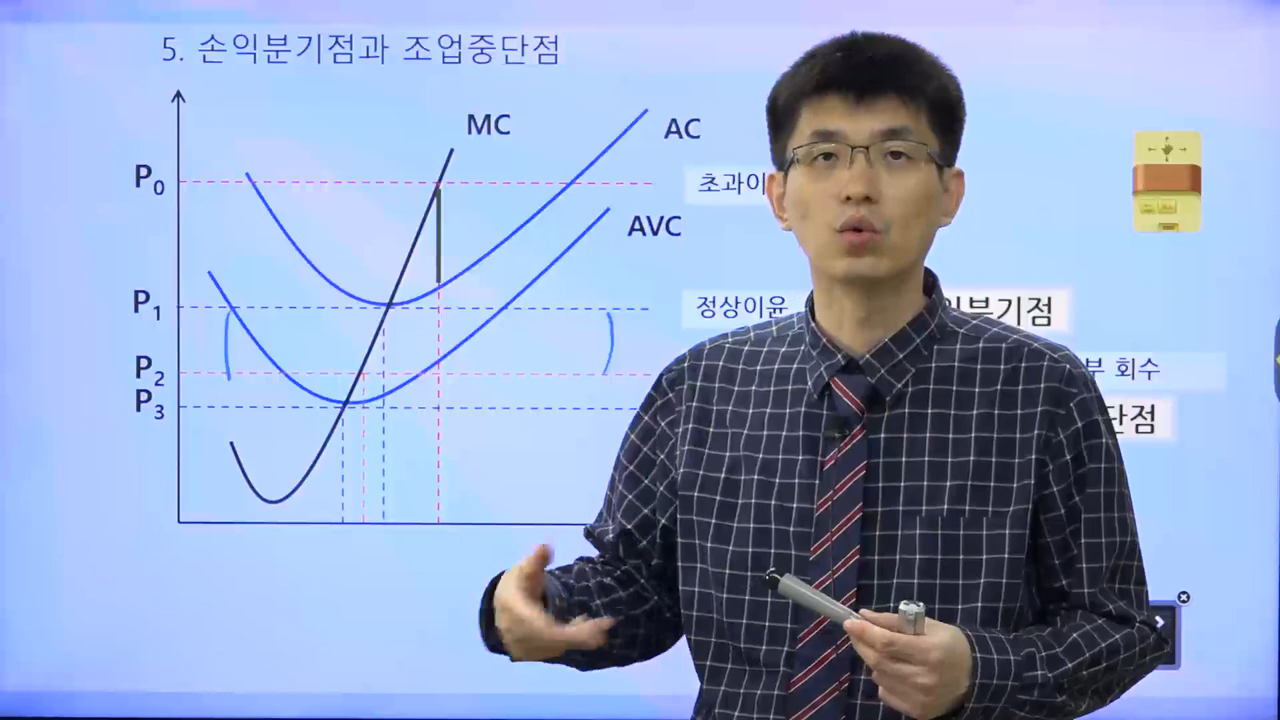 5. 손익분기점과 조업중단점
MC
AC
P0
초과이
AVC
P1
정상이윤
익분기점
P2
부 회수
P3
단점